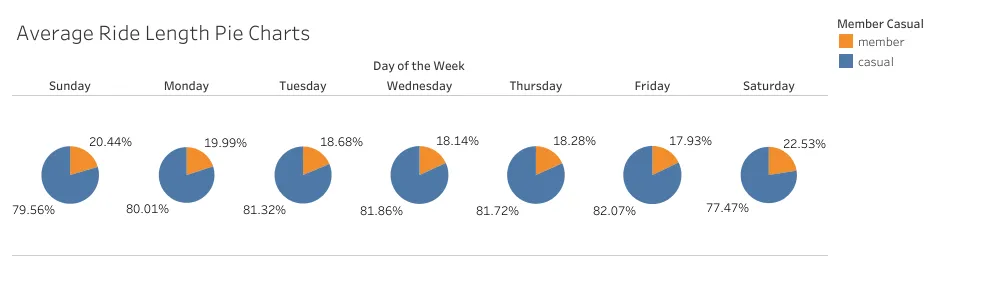 Average Ride Length Pie Charts
Member Casual
member
casual
Day of the Week
Sunday Monday Tuesday Wednesday Thursday Friday Saturday
20.44% 19.99% 18.68% 18.14% 18.28% 17.93% 22.53%
79.56% 80.01% 81.32% 81.86% 81.72% 82.07% 77.47%